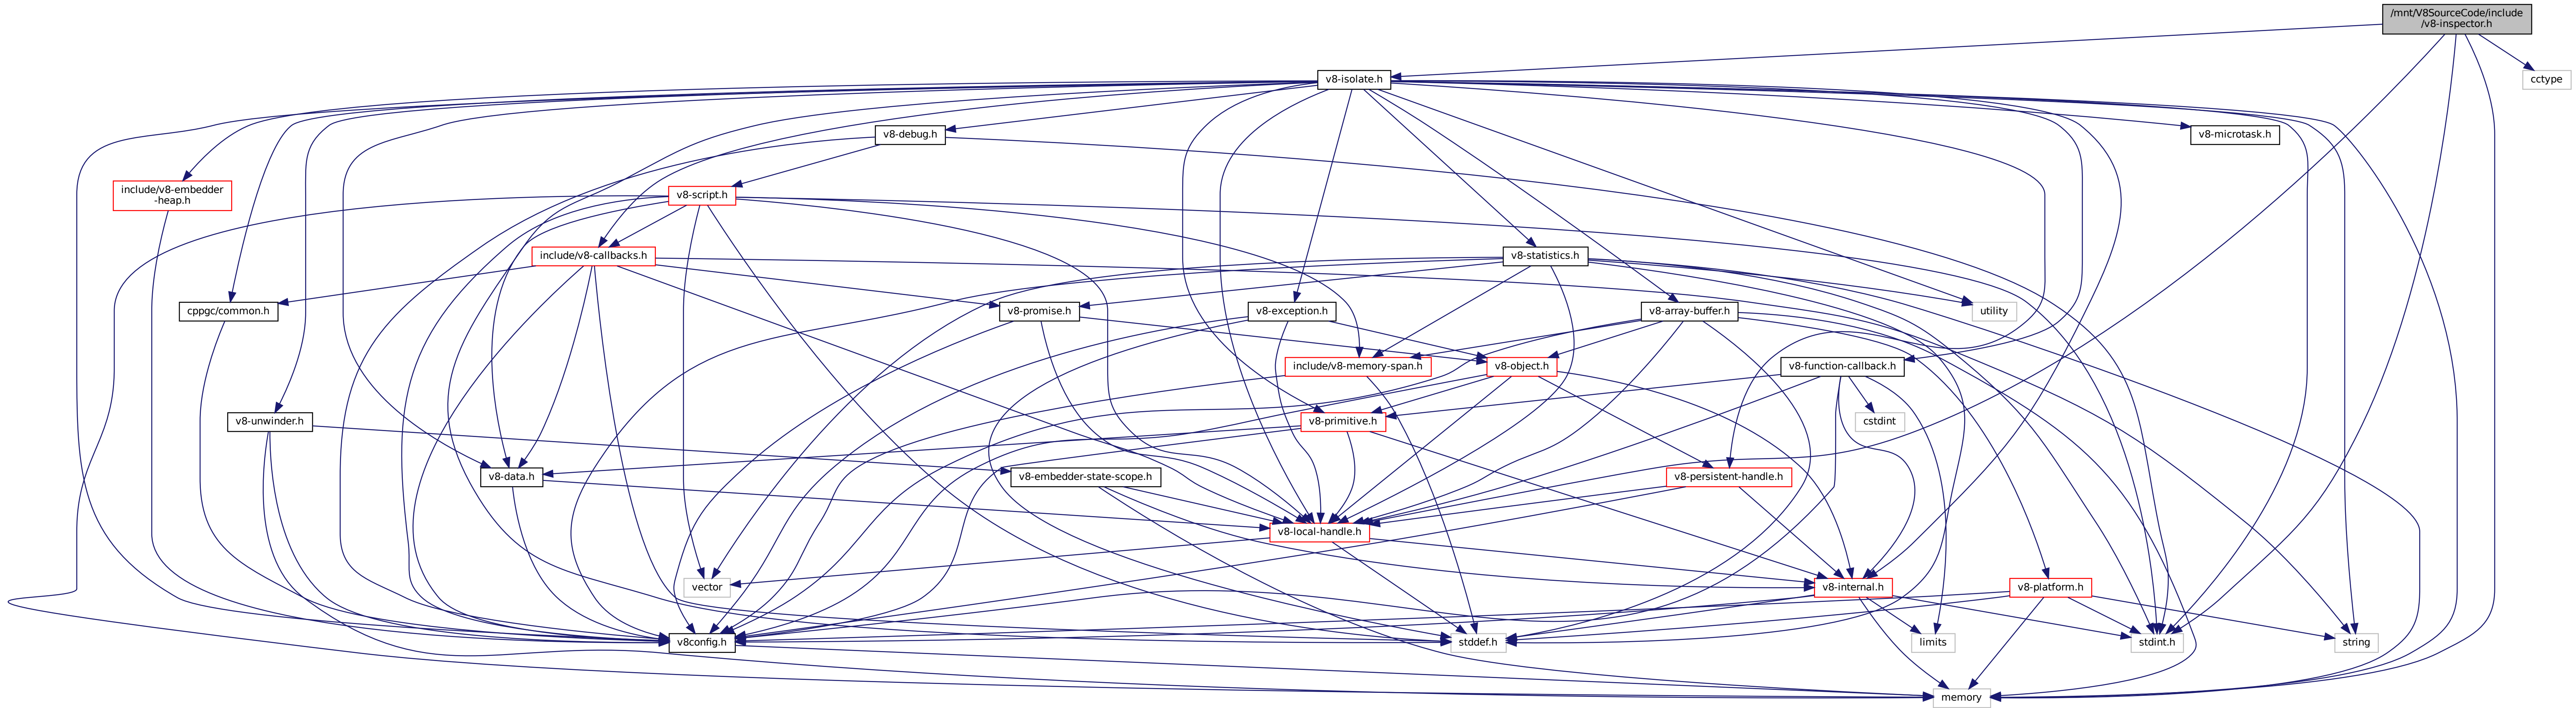 /mnt/V8SourceCode/include
/v8-inspector.h
v8-isolate.h
cctype
v8-debug.h
v8-microtask.h
include/v8-embedder
-heap.h
v8-script.h
include/v8-callbacks.h
v8-statistics.h
cppgc/common.h
v8-promise.h
v8-exception.h
v8-array-buffer.h
utility
include/v8-memory-span.h
v8-object.h
v8-function-callback.h
v8-unwinder.h
v8-primitive.h
cstdint
v8-data.h
v8-embedder-state-scope.h
v8-persistent-handle.h
v8-local-handle.h
vector
v8-internal.h
v8-platform.h
v8config.h
stddef.h
limits
stdint.h
string
memory